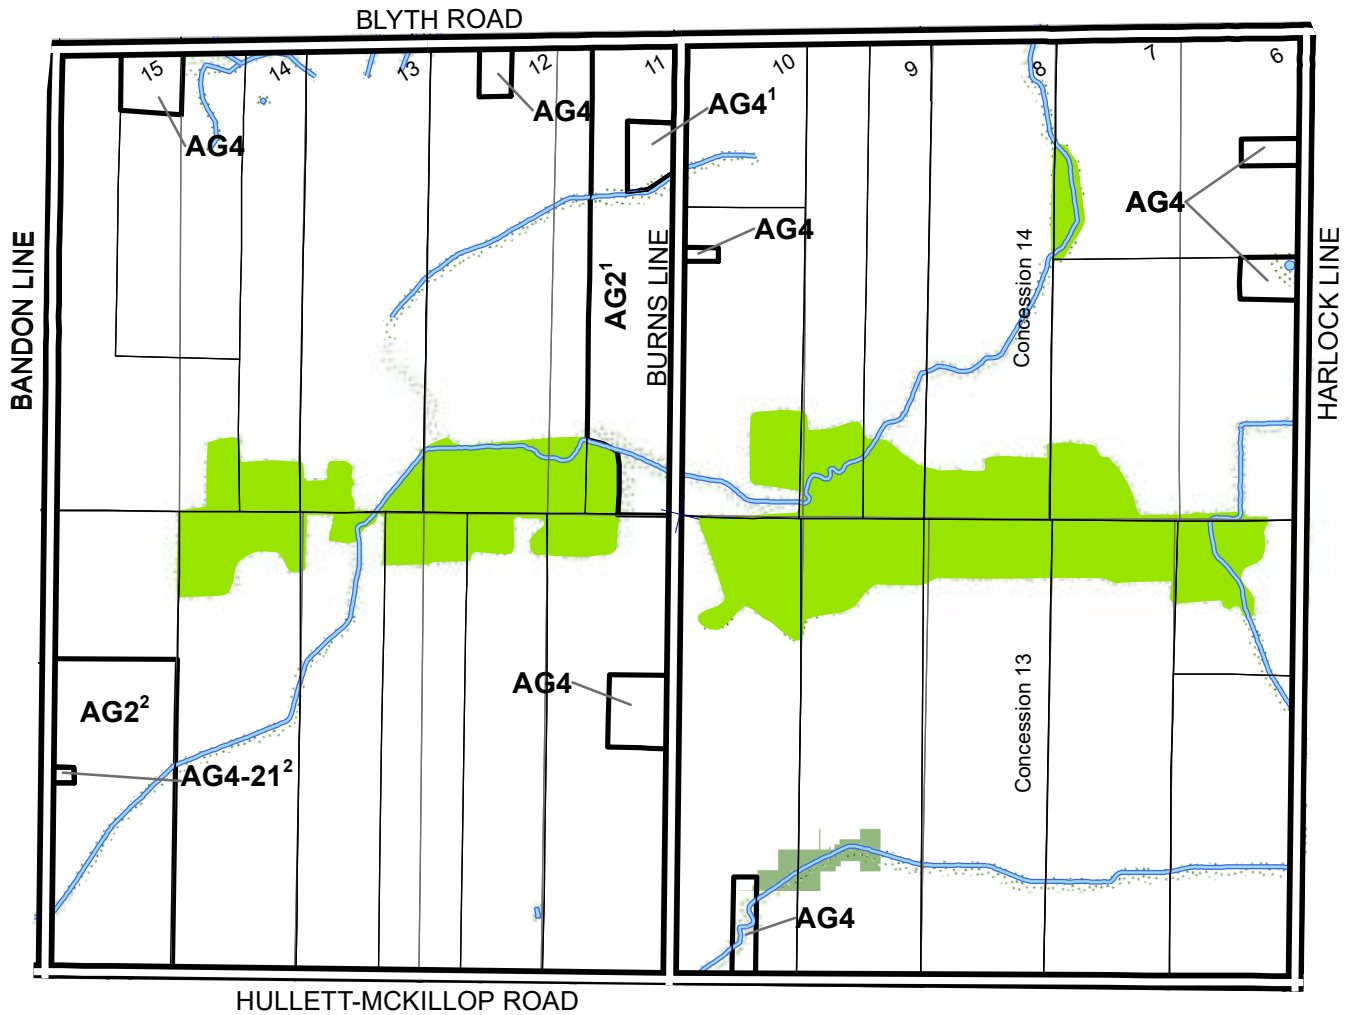 BLYTH ROAD
15
14
13
12
11
10
9
8
7
6
AG4
AG4
AG4¹
AG4
AG4
BANDON LINE
AG2¹
BURNS LINE
Concession 14
HARLOCK LINE
AG4
AG2²
AG4-21²
Concession 13
AG4
HULLETT-MCKILLOP ROAD